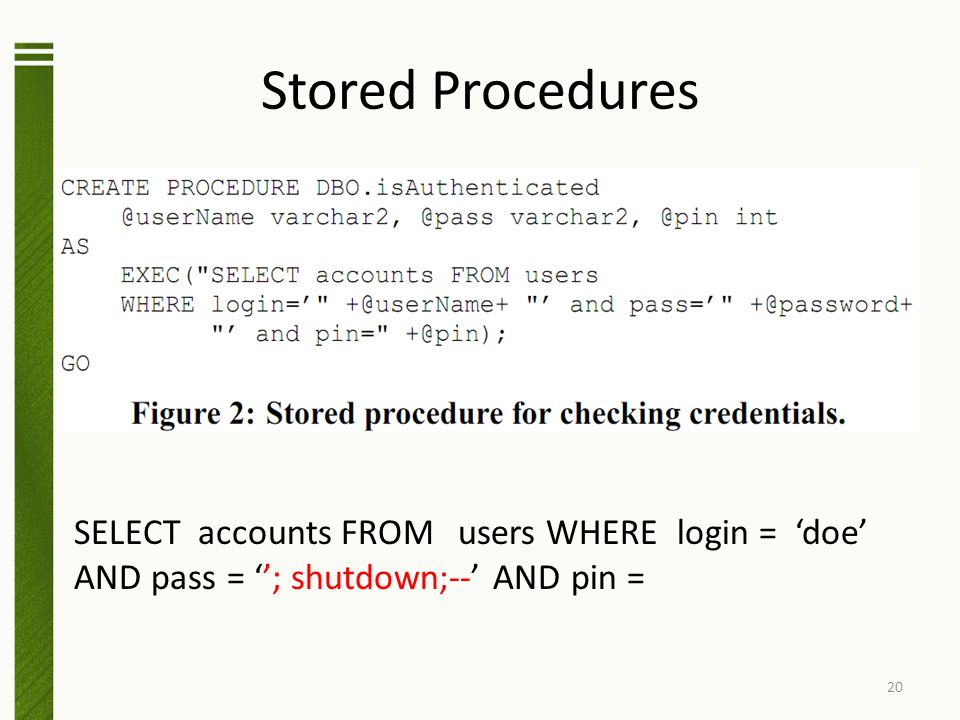 Stored Procedures
CREATE PROCEDURE DBO.isAuthenticated
@userName varchar2, @pass varchar2, @pin int
AS
EXEC("SELECT accounts FROM users
WHERE login=’" +@userName+ "’ and pass=’" +@password+
"’ and pin=" +@pin);
GO
Figure 2: Stored procedure for checking credentials.
SELECT accounts FROM users WHERE login = ‘doe’
AND pass = ‘’; shutdown;--’ AND pin =
20